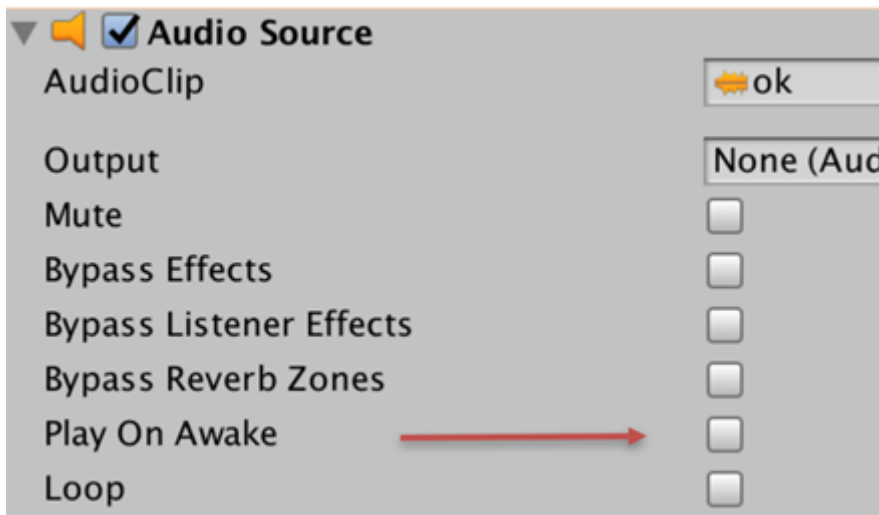 Audio Source
AudioClip ok
Output None (Aud
Mute
Bypass Effects
Bypass Listener Effects
Bypass Reverb Zones
Play On Awake
Loop